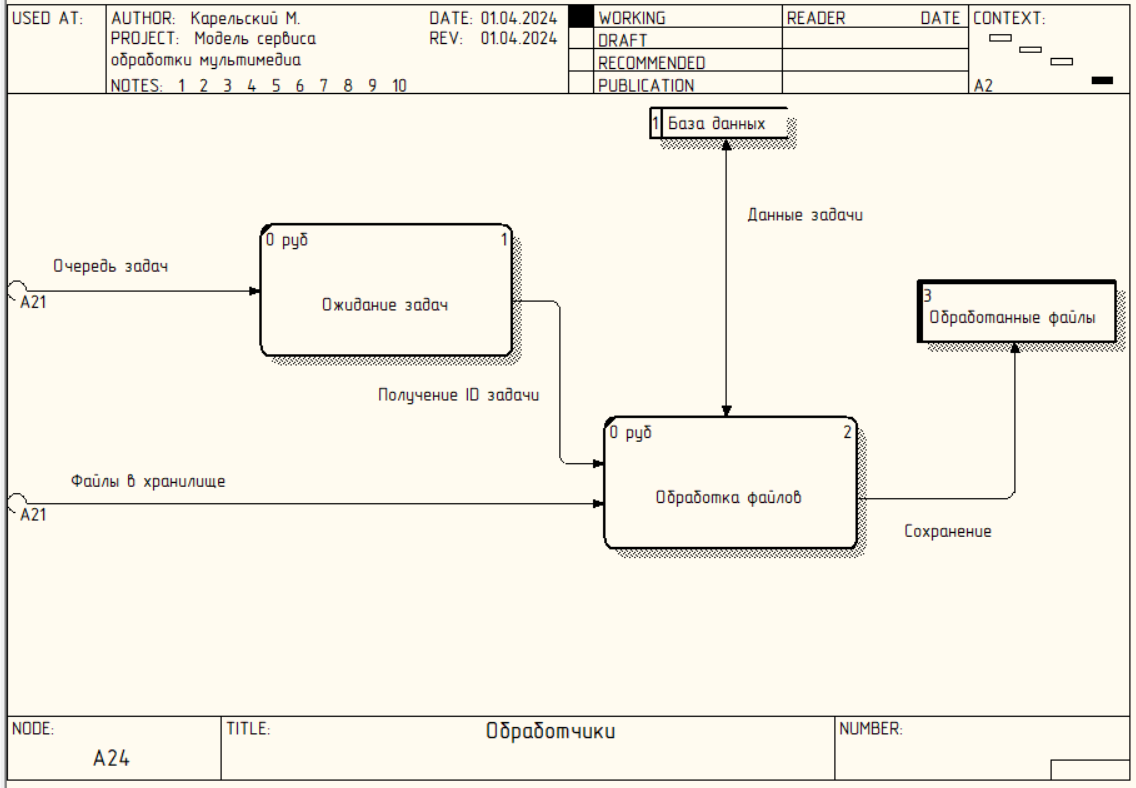 USED AT:
AUTHOR: Карельский М.
DATE: 01.04.2024
PROJECT: Модель сервиса
REV: 01.04.2024
обработки мультимедиа
NOTES: 1 2 3 4 5 6 7 8 9 10
WORKING
DRAFT
RECOMMENDED
PUBLICATION
READER
DATE
CONTEXT:
A2
1 База данных
Данные задачи
0 руб
1
Ожидание задач
Очередь задач
A21
3
Обработанные файлы
Получение ID задачи
0 руб
2
Обработка файлов
Файлы в хранилище
A21
Сохранение
NODE:
A24
TITLE:
Обработчики
NUMBER: